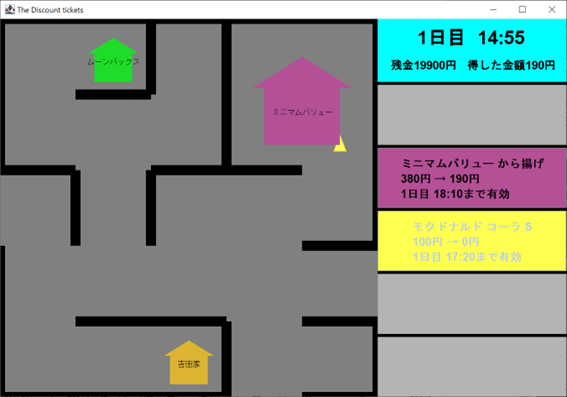 The Discount tickets
1日目 14:55
残金19900円 得した金額190円
ムーンバックス
ミニマムバリュー
ミニマムバリュー から揚げ
380円 → 190円
1日目 18:10まで有効
モクドナルド コーラ S
100円 → 0円
1日目 17:20まで有効
吉田家